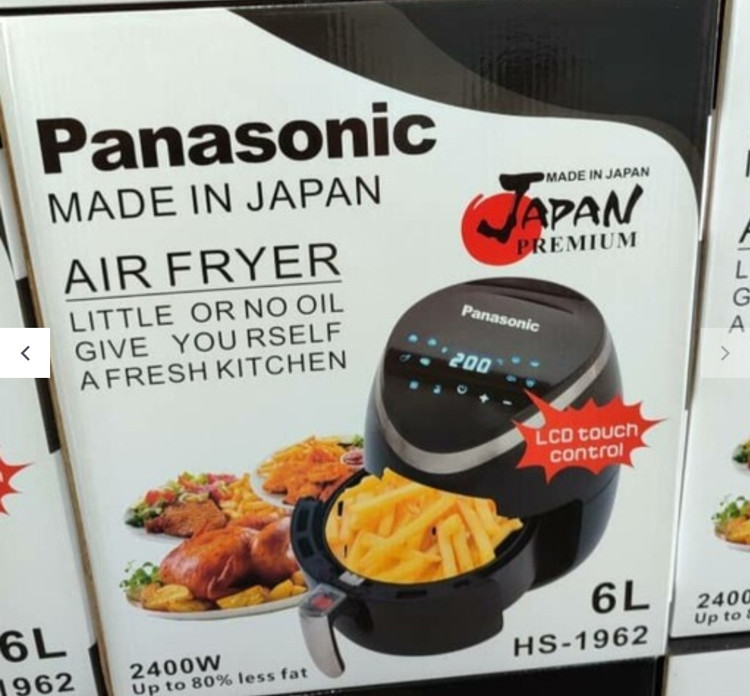 Panasonic
MADE IN JAPAN
MADE IN JAPAN
JAPAN
PREMIUM
AIR FRYER
LITTLE OR NO OIL
GIVE YOU RSELF
A FRESH KITCHEN
Panasonic
200
LCD touch
control
6L
HS-1962
2400W
Up to 80% less fat
6L
1962
2400
Up to